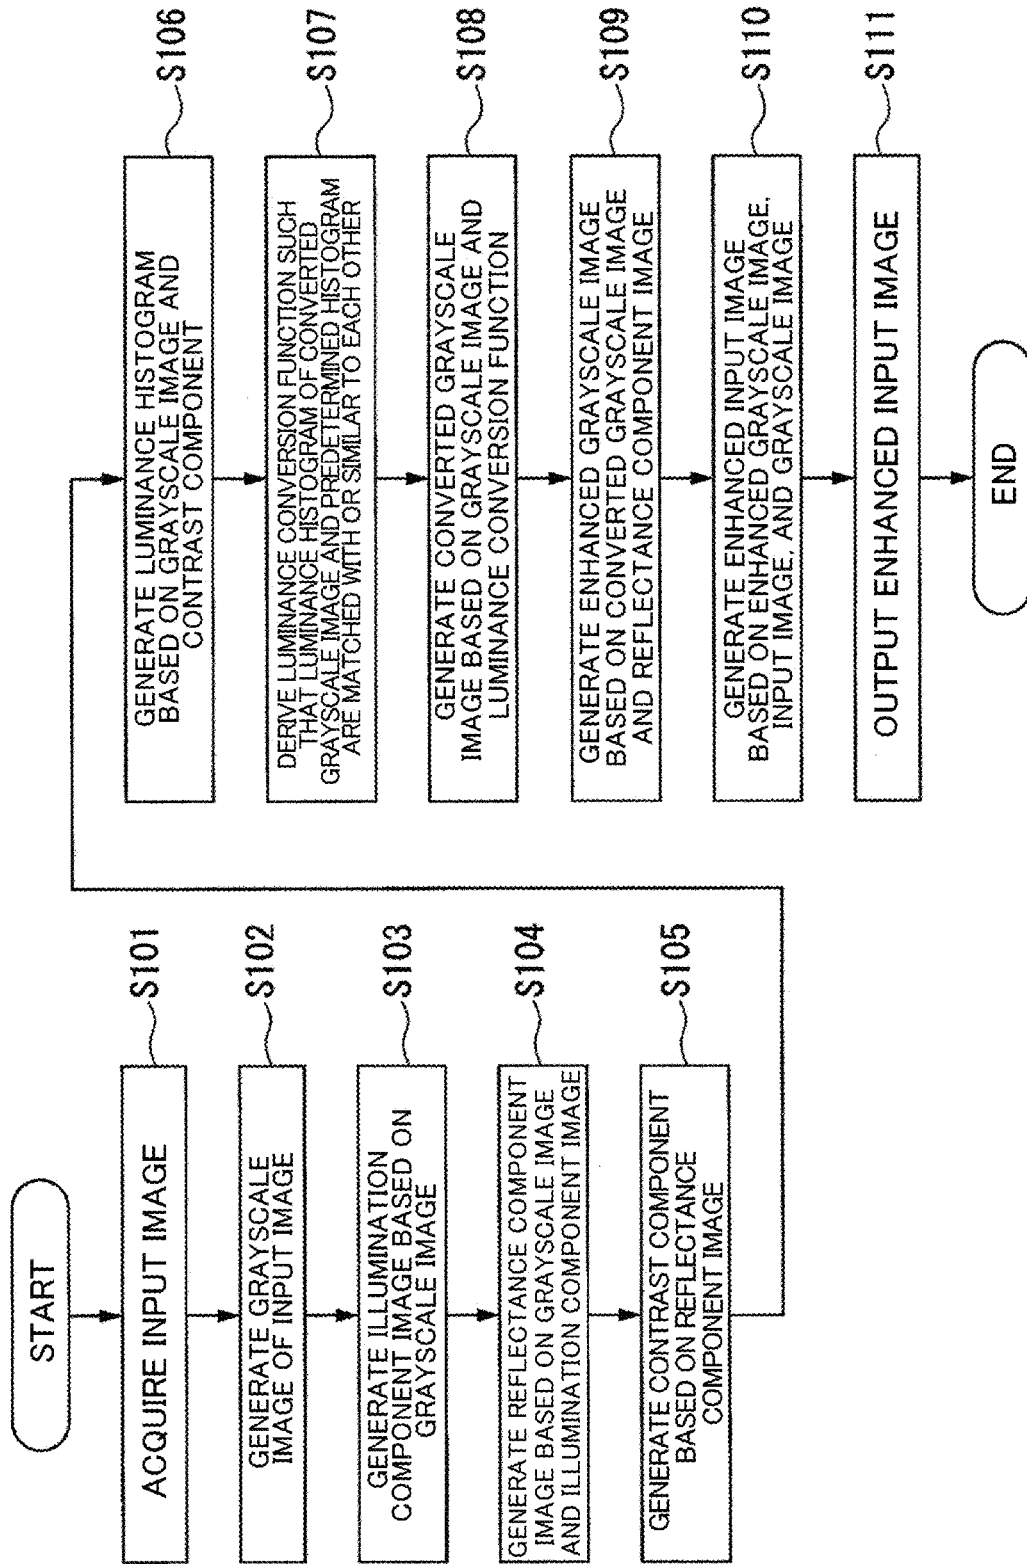 START
ACQUIRE INPUT IMAGE
S101
GENERATE GRAYSCALE
IMAGE OF INPUT IMAGE
S102
GENERATE ILLUMINATION
COMPONENT IMAGE BASED ON
GRAYSCALE IMAGE
S103
GENERATE REFLECTANCE COMPONENT
IMAGE BASED ON GRAYSCALE IMAGE
AND ILLUMINATION COMPONENT IMAGE
S104
GENERATE CONTRAST COMPONENT
BASED ON REFLECTANCE
COMPONENT IMAGE
S105
GENERATE LUMINANCE HISTOGRAM
BASED ON GRAYSCALE IMAGE AND
CONTRAST COMPONENT
S106
DERIVE LUMINANCE CONVERSION FUNCTION SUCH
THAT LUMINANCE HISTOGRAM OF CONVERTED
GRAYSCALE IMAGE AND PREDETERMINED HISTOGRAM
ARE MATCHED WITH OR SIMILAR TO EACH OTHER
S107
GENERATE CONVERTED GRAYSCALE
IMAGE BASED ON GRAYSCALE IMAGE AND
LUMINANCE CONVERSION FUNCTION
S108
GENERATE ENHANCED GRAYSCALE IMAGE
BASED ON CONVERTED GRAYSCALE IMAGE
AND REFLECTANCE COMPONENT IMAGE
S109
GENERATE ENHANCED INPUT IMAGE
BASED ON ENHANCED GRAYSCALE IMAGE,
INPUT IMAGE, AND GRAYSCALE IMAGE
S110
OUTPUT ENHANCED INPUT IMAGE
S111
END